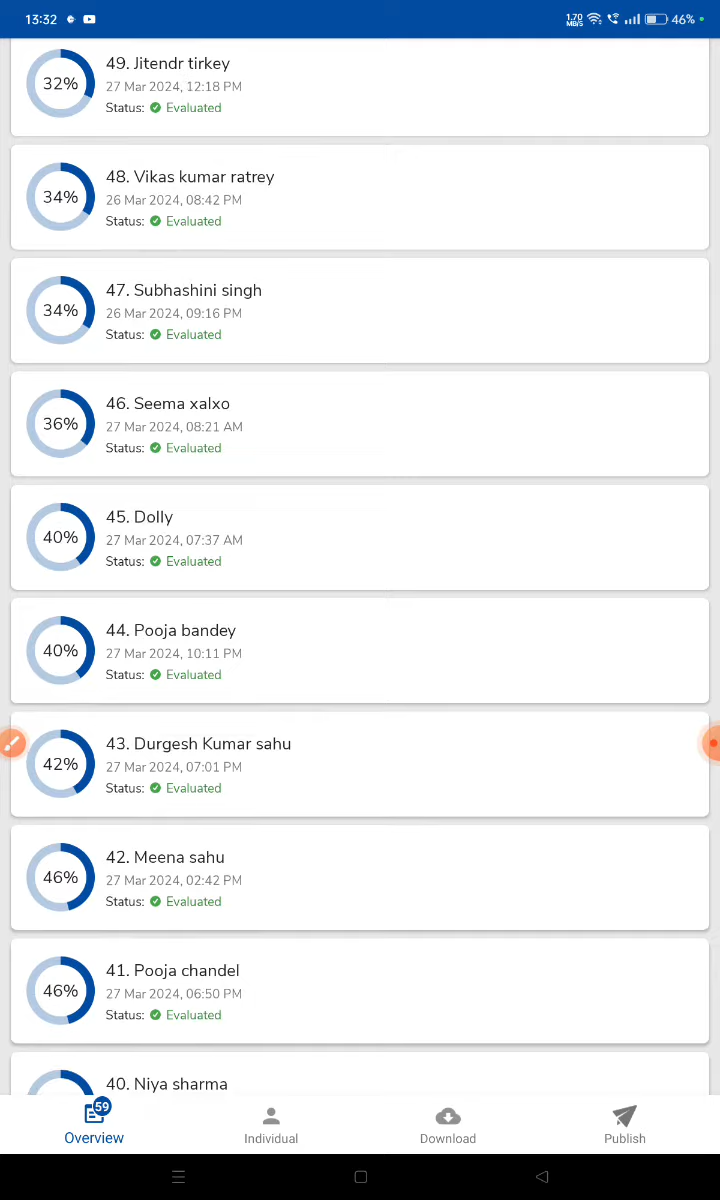 13:32
1.70 MB/S
46%
49. Jitendr tirkey
32%
27 Mar 2024, 12:18 PM
Status: Evaluated
48. Vikas kumar ratrey
34%
26 Mar 2024, 08:42 PM
Status: Evaluated
47. Subhashini singh
34%
26 Mar 2024, 09:16 PM
Status: Evaluated
46. Seema xalxo
36%
27 Mar 2024, 08:21 AM
Status: Evaluated
45. Dolly
40%
27 Mar 2024, 07:37 AM
Status: Evaluated
44. Pooja bandey
40%
27 Mar 2024, 10:11 PM
Status: Evaluated
43. Durgesh Kumar sahu
42%
27 Mar 2024, 07:01 PM
Status: Evaluated
42. Meena sahu
46%
27 Mar 2024, 02:42 PM
Status: Evaluated
41. Pooja chandel
46%
27 Mar 2024, 06:50 PM
Status: Evaluated
40. Niya sharma
59
Overview
Individual
Download
Publish